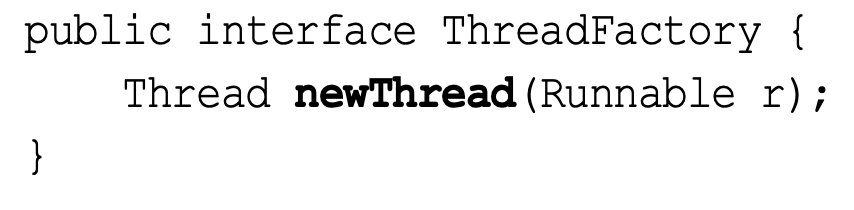 public interface ThreadFactory {
    Thread newThread(Runnable r);
}